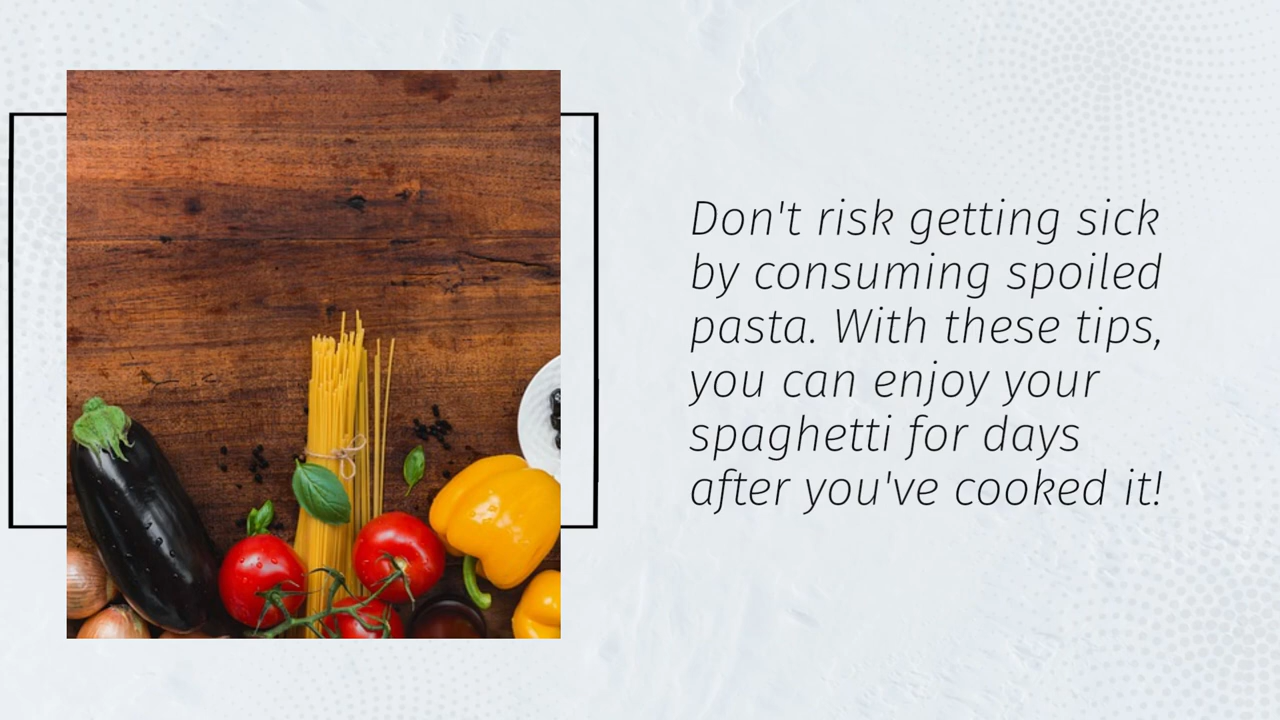 Don't risk getting sick
by consuming spoiled
pasta. With these tips,
you can enjoy your
spaghetti for days
after you've cooked it!